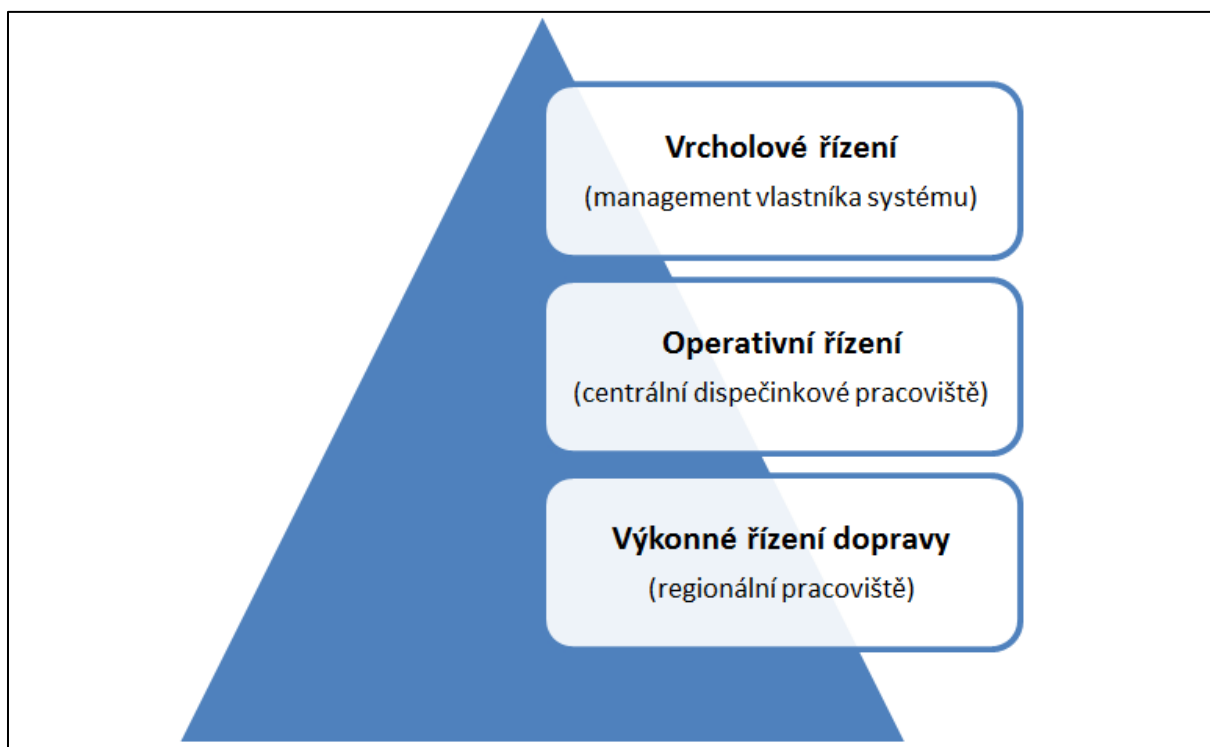 Vrcholové řízení
(management vlastníka systému)
Operativní řízení
(centrální dispečinkové pracoviště)
Výkonné řízení dopravy
(regionální pracoviště)